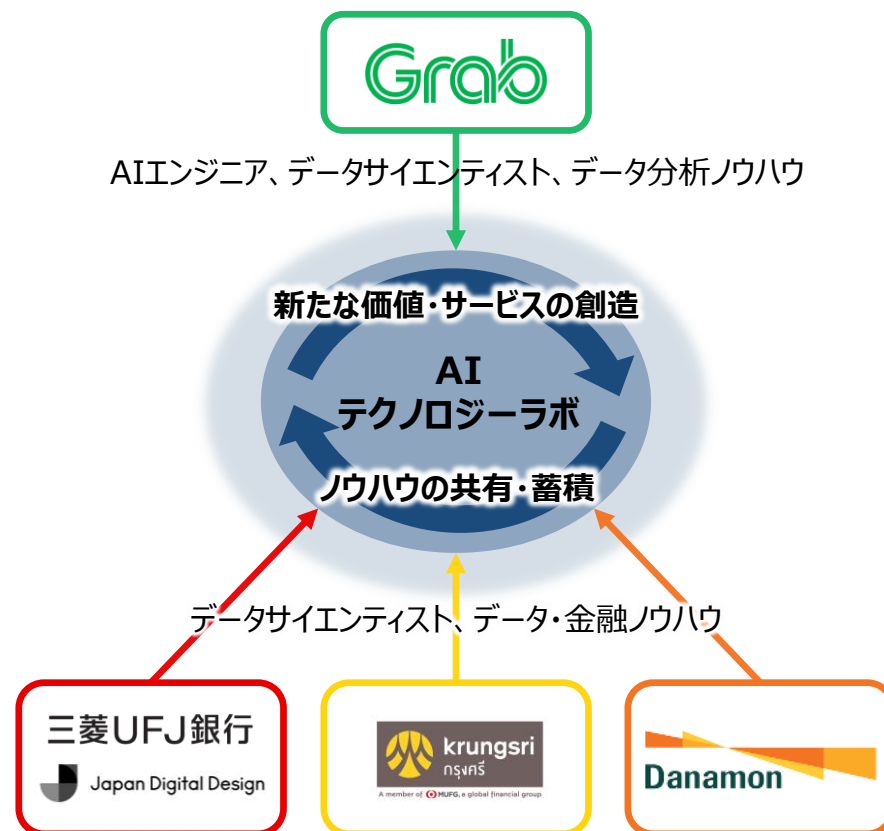 Grab
AIエンジニア、データサイエンティスト、データ分析ノウハウ
新たな価値・サービスの創造
AI
テクノロジーラボ
ノウハウの共有・蓄積
データサイエンティスト、データ・金融ノウハウ
三菱UFJ銀行
Japan Digital Design
krungsri
กรุงศรี
A member of MUFG, a global financial group
Danamon